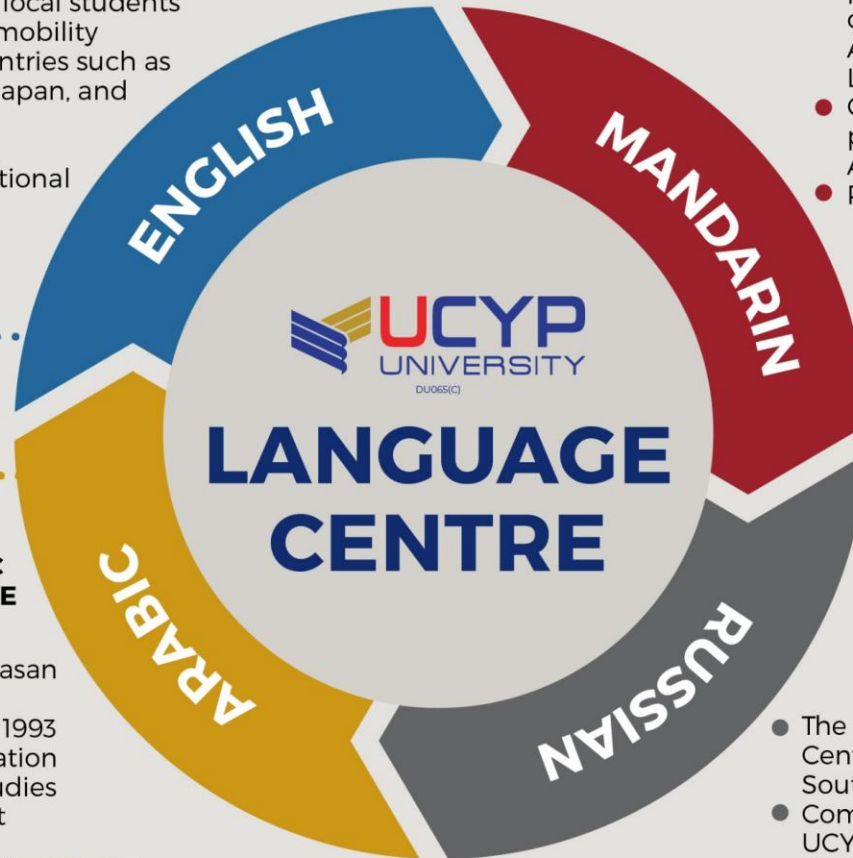 local students
mobility
ntries such as
apan, and
tional
ENGLISH
MANDARIN
UCYP
UNIVERSITY
DU065(C)
LANGUAGE
CENTRE
ARABIC
RUSSIAN
E
asan
1993
ation
udies
t
The
Cen
Sout
Com
UCY